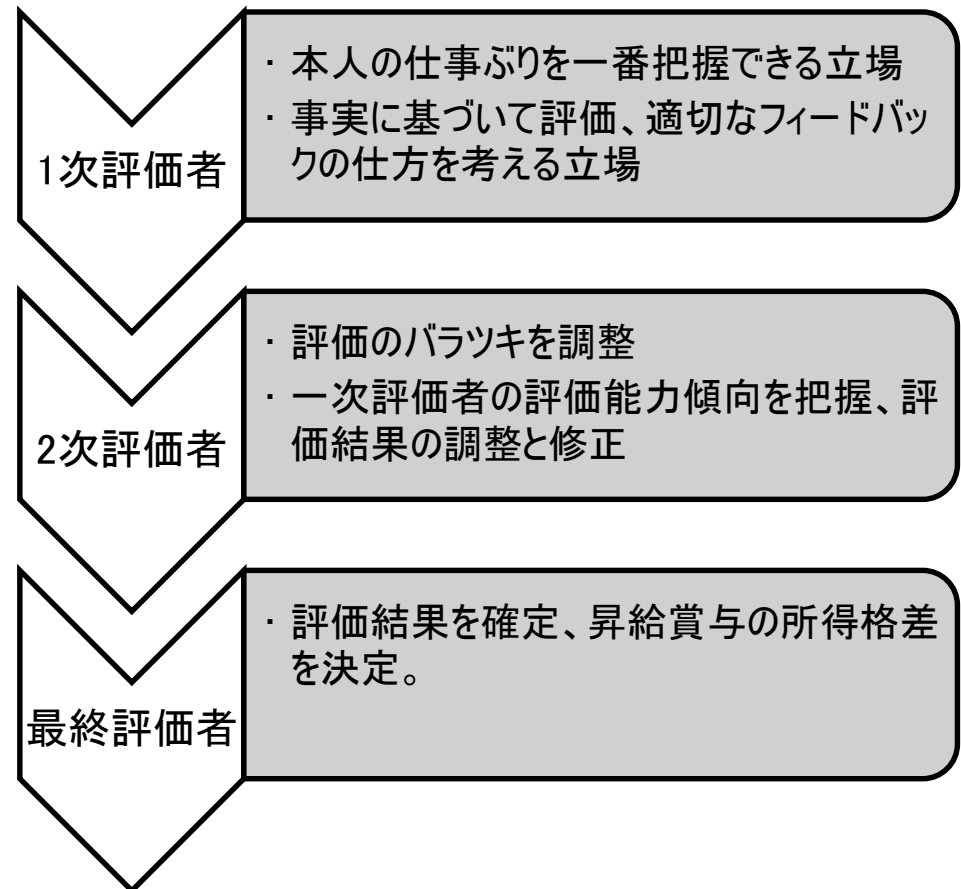 1次評価者
・本人の仕事ぶりを一番把握できる立場
・事実に基づいて評価、適切なフィードバッ
クの仕方を考える立場
2次評価者
・評価のバラツキを調整
・一次評価者の評価能力傾向を把握、評
価結果の調整と修正
最終評価者
・評価結果を確定、昇給賞与の所得格差
を決定。